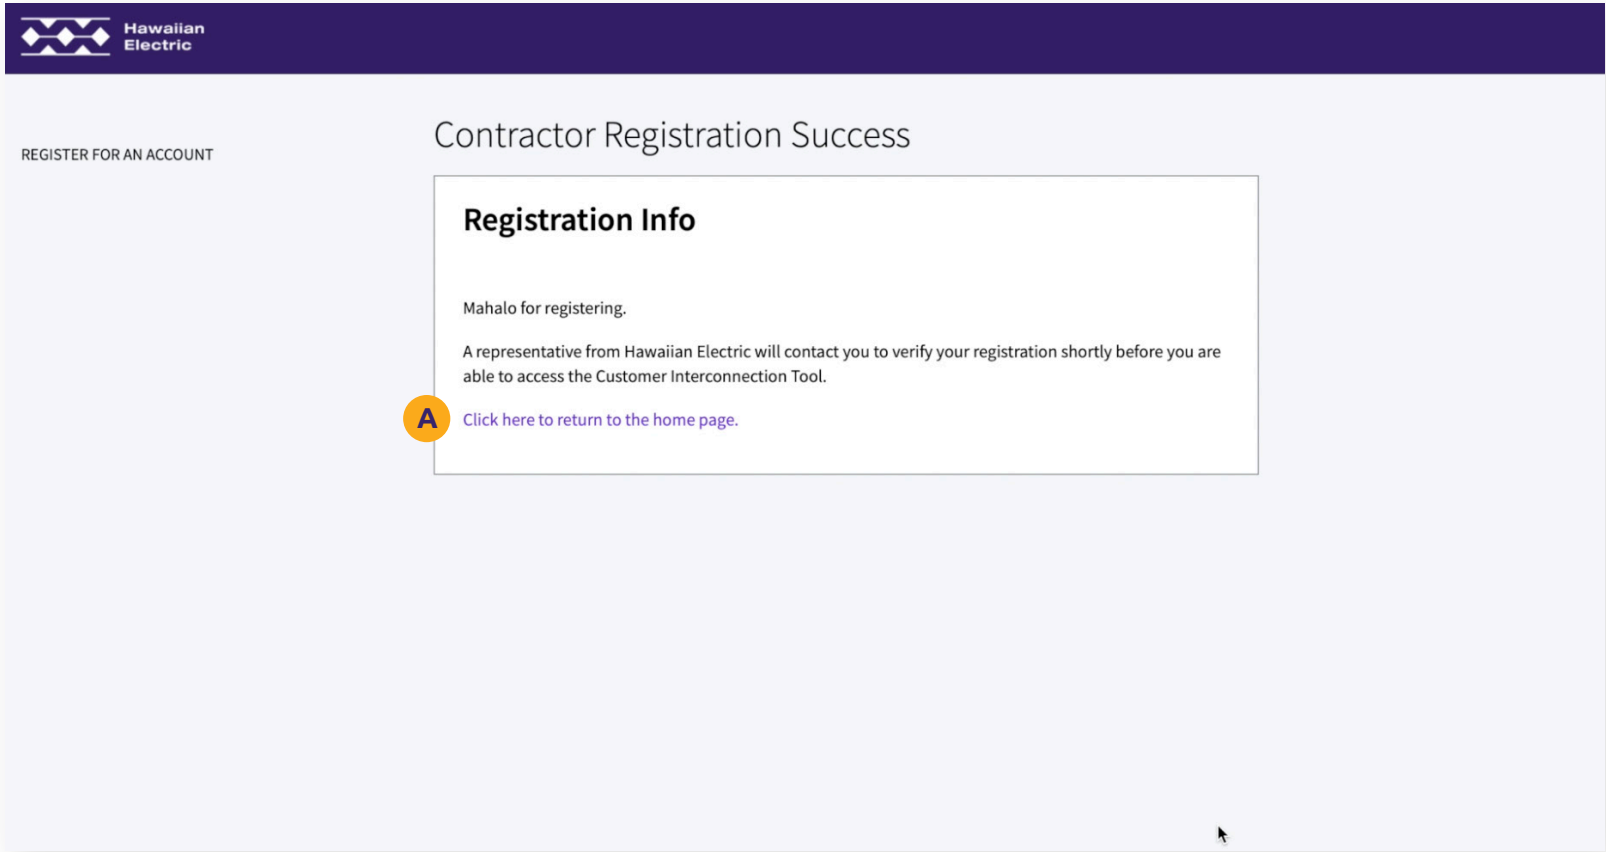 Hawaiian
Electric
REGISTER FOR AN ACCOUNT
Contractor Registration Success
Registration Info
Mahalo for registering.
A representative from Hawaiian Electric will contact you to verify your registration shortly before you are
able to access the Customer Interconnection Tool.
A
Click here to return to the home page.